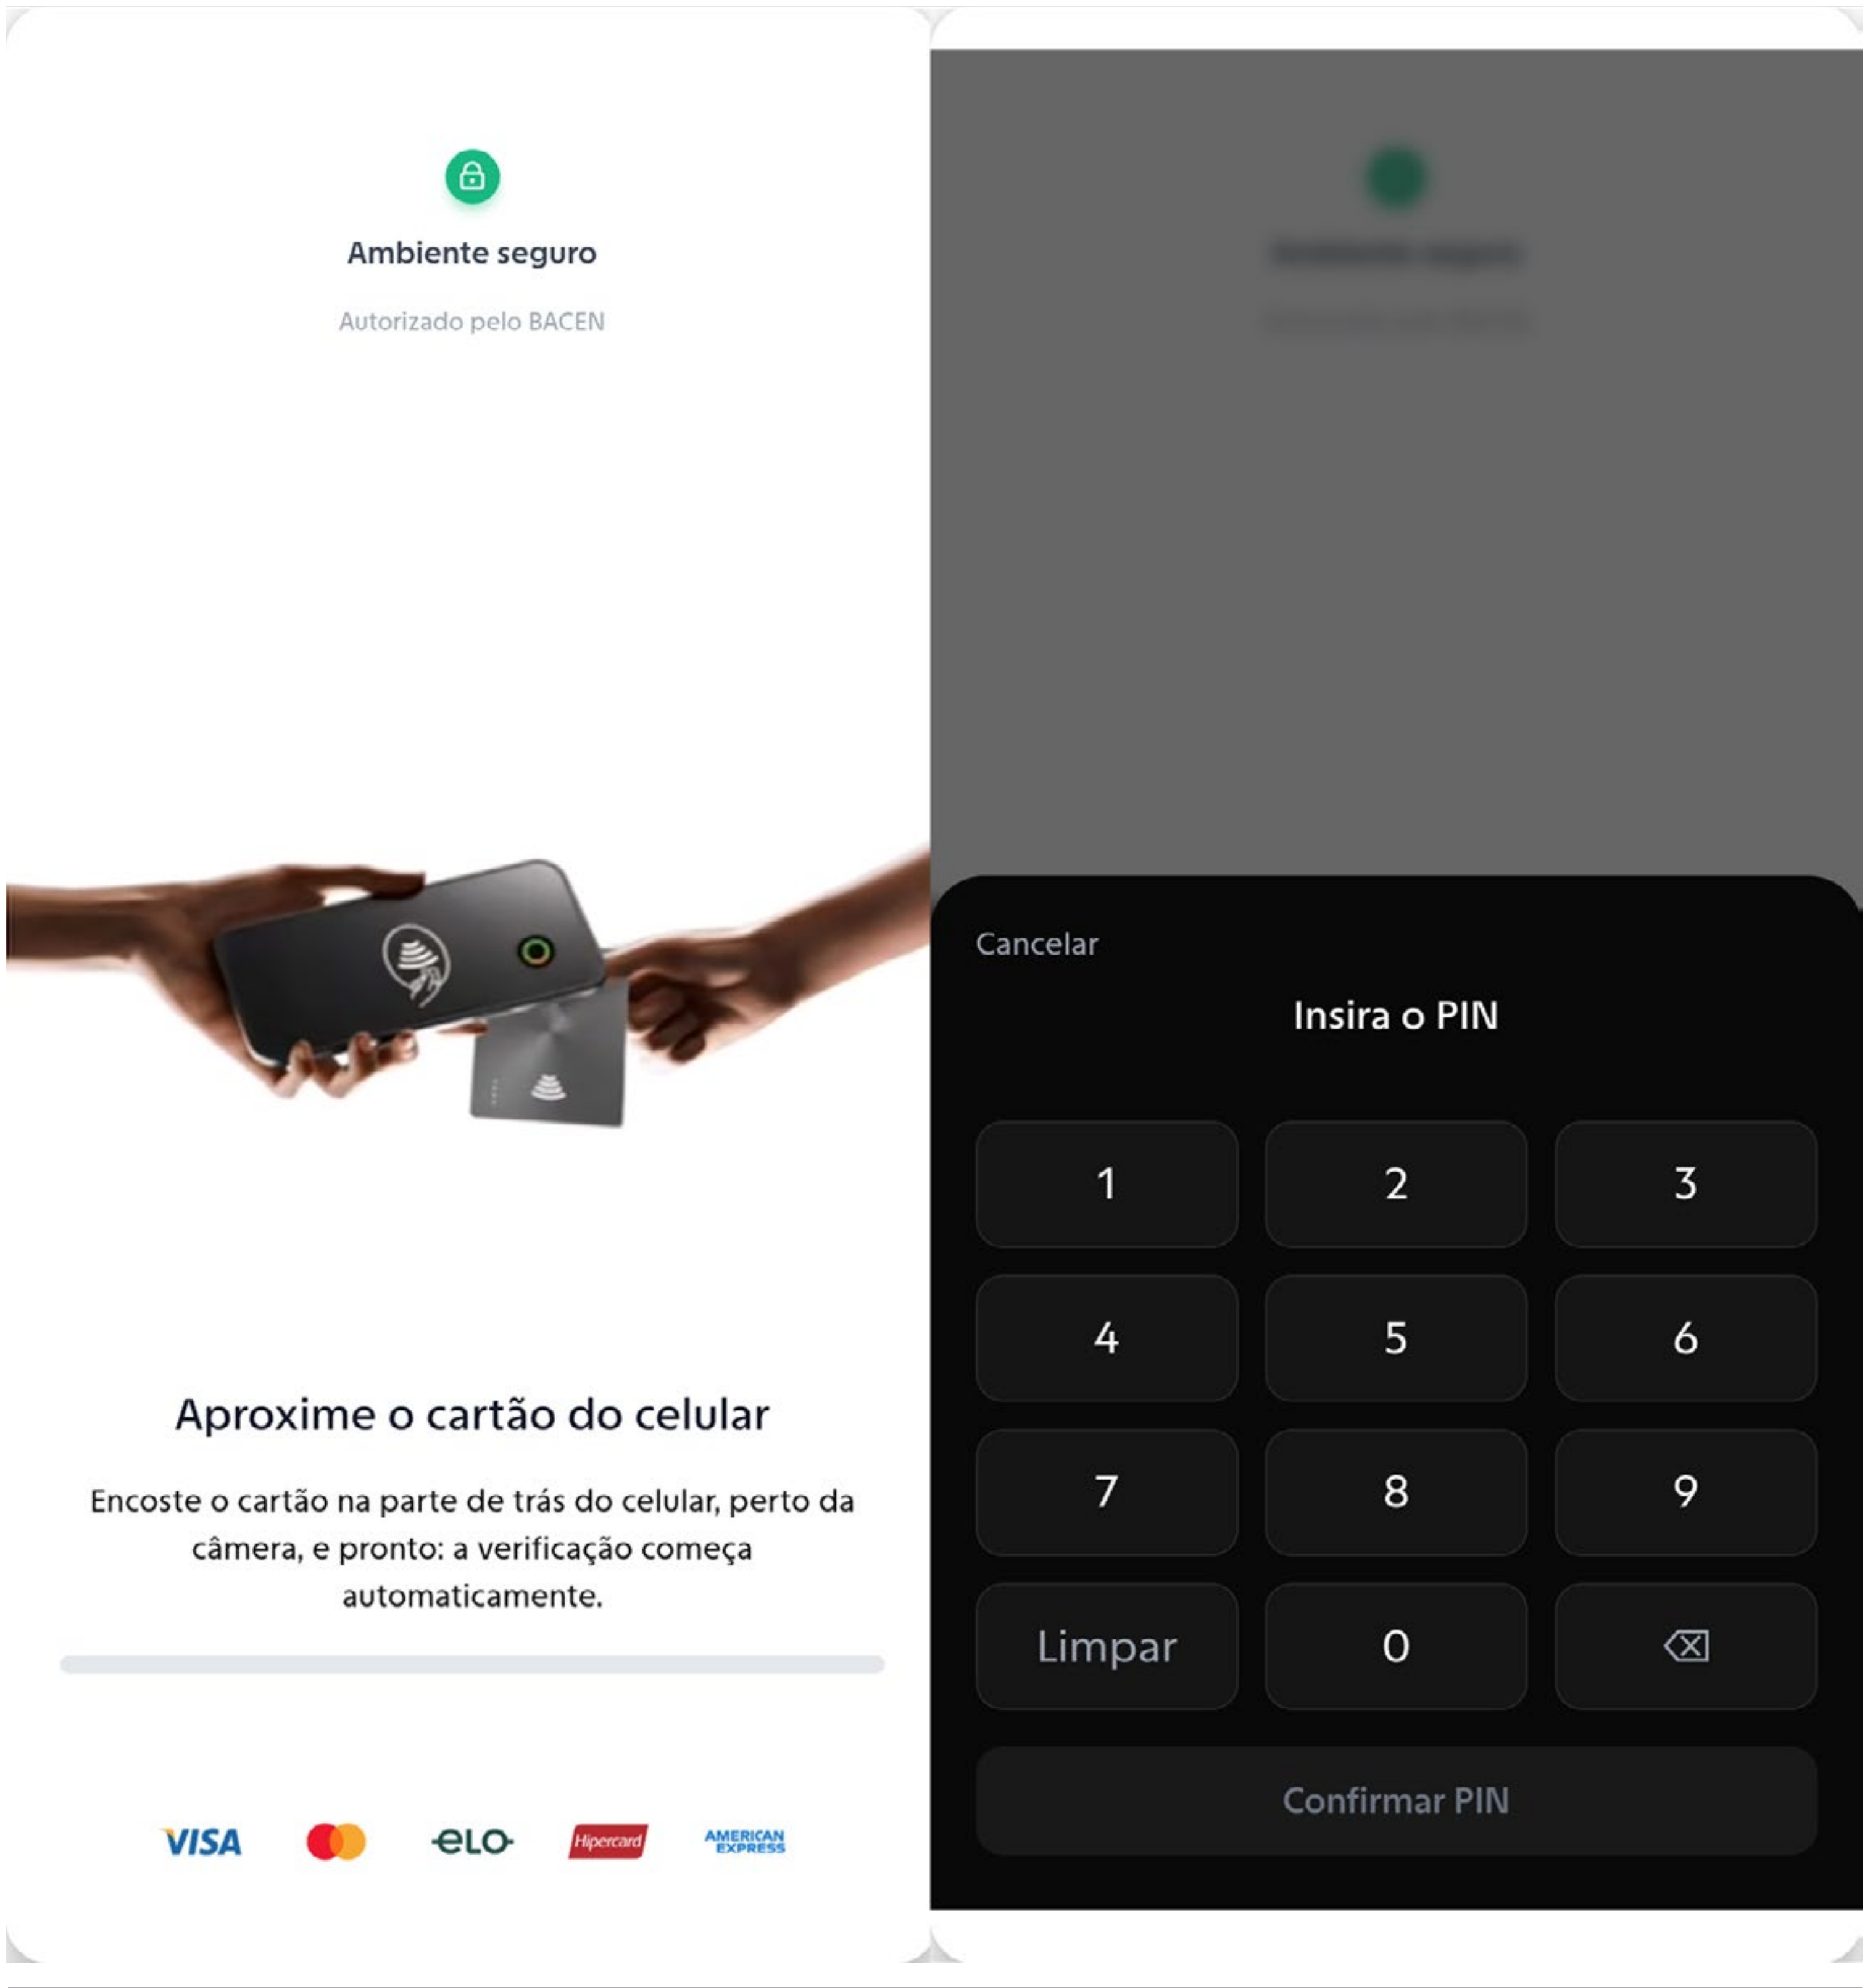 Ambiente seguro
Autorizado pelo BACEN
Aproxime o cartão do celular
Encoste o cartão na parte de trás do celular, perto da
câmera, e pronto: a verificação começa
automaticamente.
VISA
elo
Hipercard
AMERICAN
EXPRESS
Cancelar
Insira o PIN
1 2 3
4 5 6
7 8 9
Limpar 0
Confirmar PIN